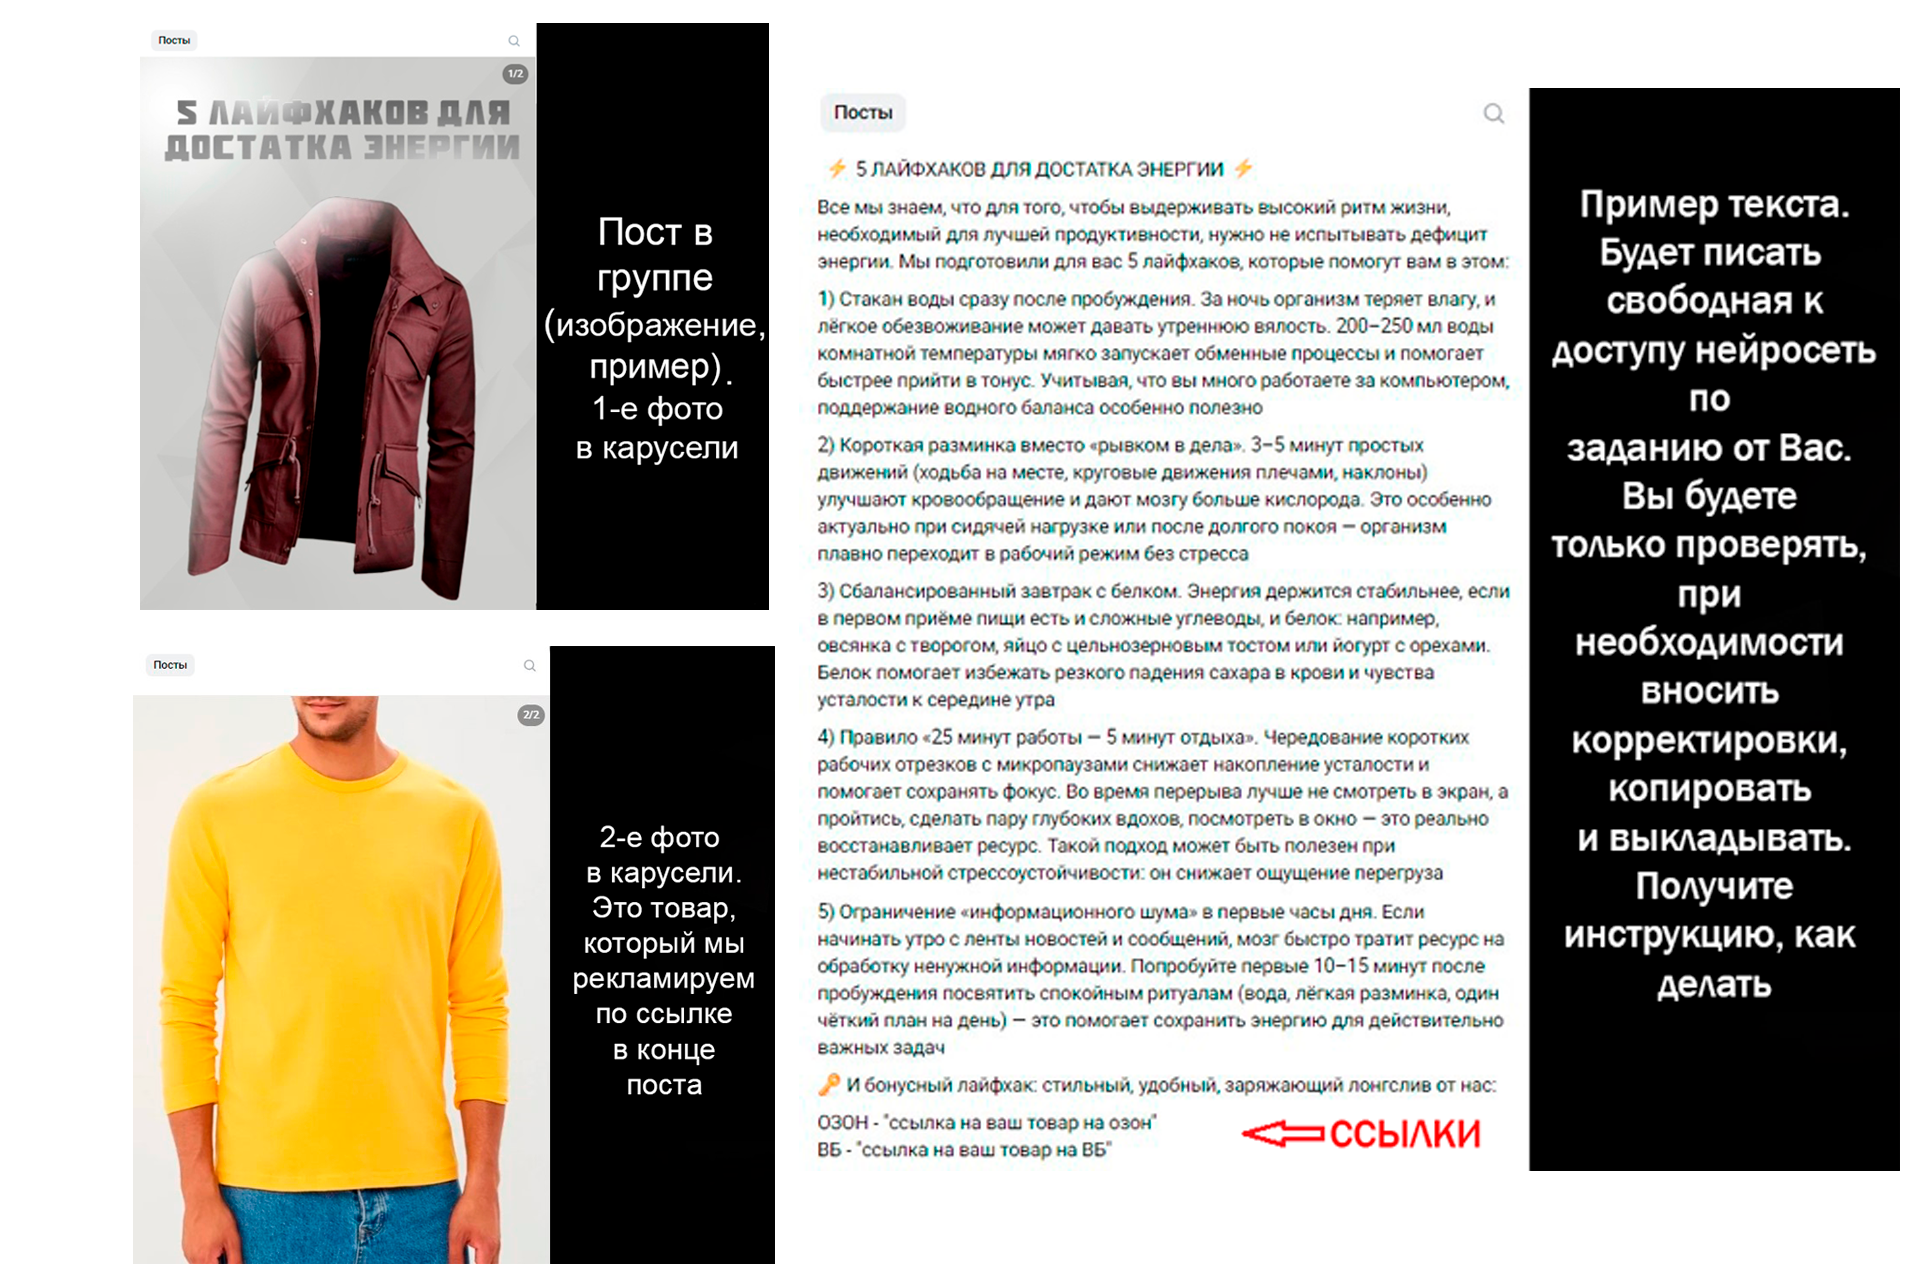 Посты
1/2
5 ЛАЙФХАКОВ ДЛЯ
ДОСТАТКА ЭНЕРГИИ
Пост в
группе
(изображение,
пример).
1-е фото
в карусели
Посты
2/2
2-е фото
в карусели.
Это товар,
который мы
рекламируем
по ссылке
в конце
поста
Посты
⚡ 5 ЛАЙФХАКОВ ДЛЯ ДОСТАТКА ЭНЕРГИИ ⚡
Все мы знаем, что для того, чтобы выдерживать высокий ритм жизни,
необходимый для лучшей продуктивности, нужно не испытывать дефицит
энергии. Мы подготовили для вас 5 лайфхаков, которые помогут вам в этом:
1) Стакан воды сразу после пробуждения. За ночь организм теряет влагу, и
лёгкое обезвоживание может давать утреннюю вялость. 200–250 мл воды
комнатной температуры мягко запускает обменные процессы и помогает
быстрее прийти в тонус. Учитывая, что вы много работаете за компьютером,
поддержание водного баланса особенно полезно
2) Короткая разминка вместо «рывком в дела». 3–5 минут простых
движений (ходьба на месте, круговые движения плечами, наклоны)
улучшают кровообращение и дают мозгу больше кислорода. Это особенно
актуально при сидячей нагрузке или после долгого покоя — организм
плавно переходит в рабочий режим без стресса
3) Сбалансированный завтрак с белком. Энергия держится стабильнее, если
в первом приёме пищи есть и сложные углеводы, и белок: например,
овсянка с творогом, яйцо с цельнозерновым тостом или йогурт с орехами.
Белок помогает избежать резкого падения сахара в крови и чувства
усталости к середине утра
4) Правило «25 минут работы — 5 минут отдыха». Чередование коротких
рабочих отрезков с микропаузами снижает накопление усталости и
помогает сохранять фокус. Во время перерыва лучше не смотреть в экран, а
пройтись, сделать пару глубоких вдохов, посмотреть в окно — это реально
восстанавливает ресурс. Такой подход может быть полезен при
нестабильной стрессоустойчивости: он снижает ощущение перегруза
5) Ограничение «информационного шума» в первые часы дня. Если
начинать утро с ленты новостей и сообщений, мозг быстро тратит ресурс на
обработку ненужной информации. Попробуйте первые 10–15 минут после
пробуждения посвятить спокойным ритуалам (вода, лёгкая разминка, один
чёткий план на день) — это помогает сохранить энергию для действительно
важных задач
🔑 И бонусный лайфхак: стильный, удобный, заряжающий лонгслив от нас:
ОЗОН - "ссылка на ваш товар на озон"
ВБ - "ссылка на ваш товар на ВБ"
ССЫЛКИ
Пример текста.
Будет писать
свободная к
доступу нейросеть
по
заданию от Вас.
Вы будете
только проверять,
при
необходимости
вносить
корректировки,
копировать
и выкладывать.
Получите
инструкцию, как
делать